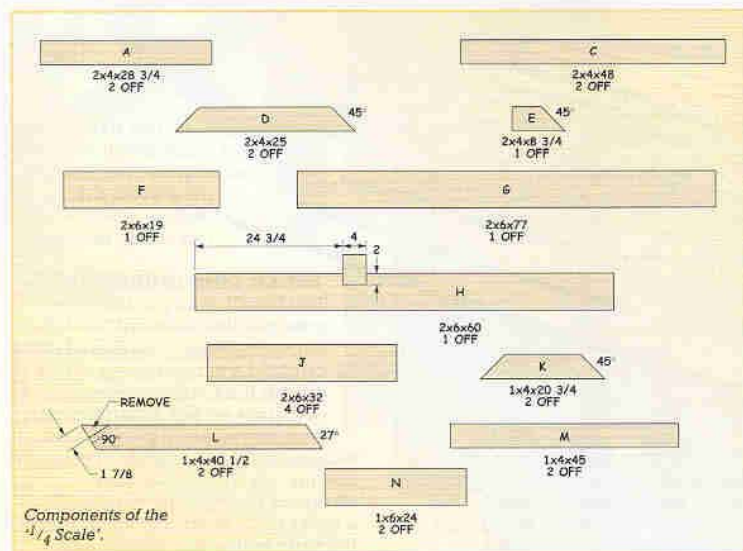 A
2x4x28 3/4
2 OFF
C
2x4x48
2 OFF
D
45°
2x4x25
2 OFF
E
45°
2x4x8 3/4
1 OFF
F
2x6x19
1 OFF
G
2x6x77
1 OFF
24 3/4
4
2
H
2x6x60
1 OFF
J
2x6x32
4 OFF
K
45°
1x4x20 3/4
2 OFF
REMOVE
90°
L
27°
1 7/8
1x4x40 1/2
2 OFF
M
1x4x45
2 OFF
N
1x6x24
2 OFF
Components of the
'1/4 Scale'.